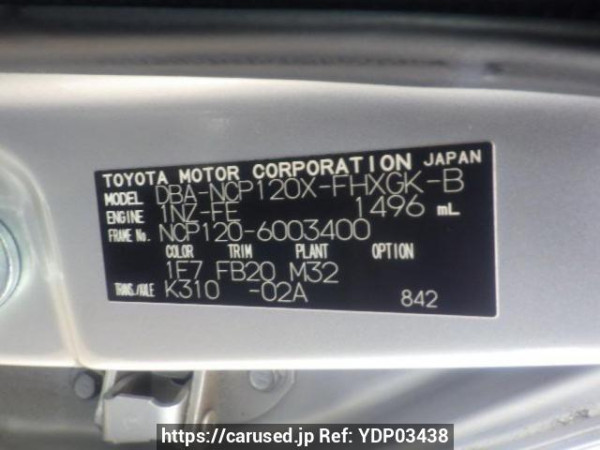 TOYOTA MOTOR CORPORATION JAPAN
MODEL DBA-NCP120X-FHXGK-B
ENGINE 1NZ-FE 1496 mL
FRAME No. NCP120-6003400
COLOR TRIM PLANT OPTION
1F7 FB20 M32
TRANS./AXLE K310 -02A
842
https://carused.jp Ref: YDP03438